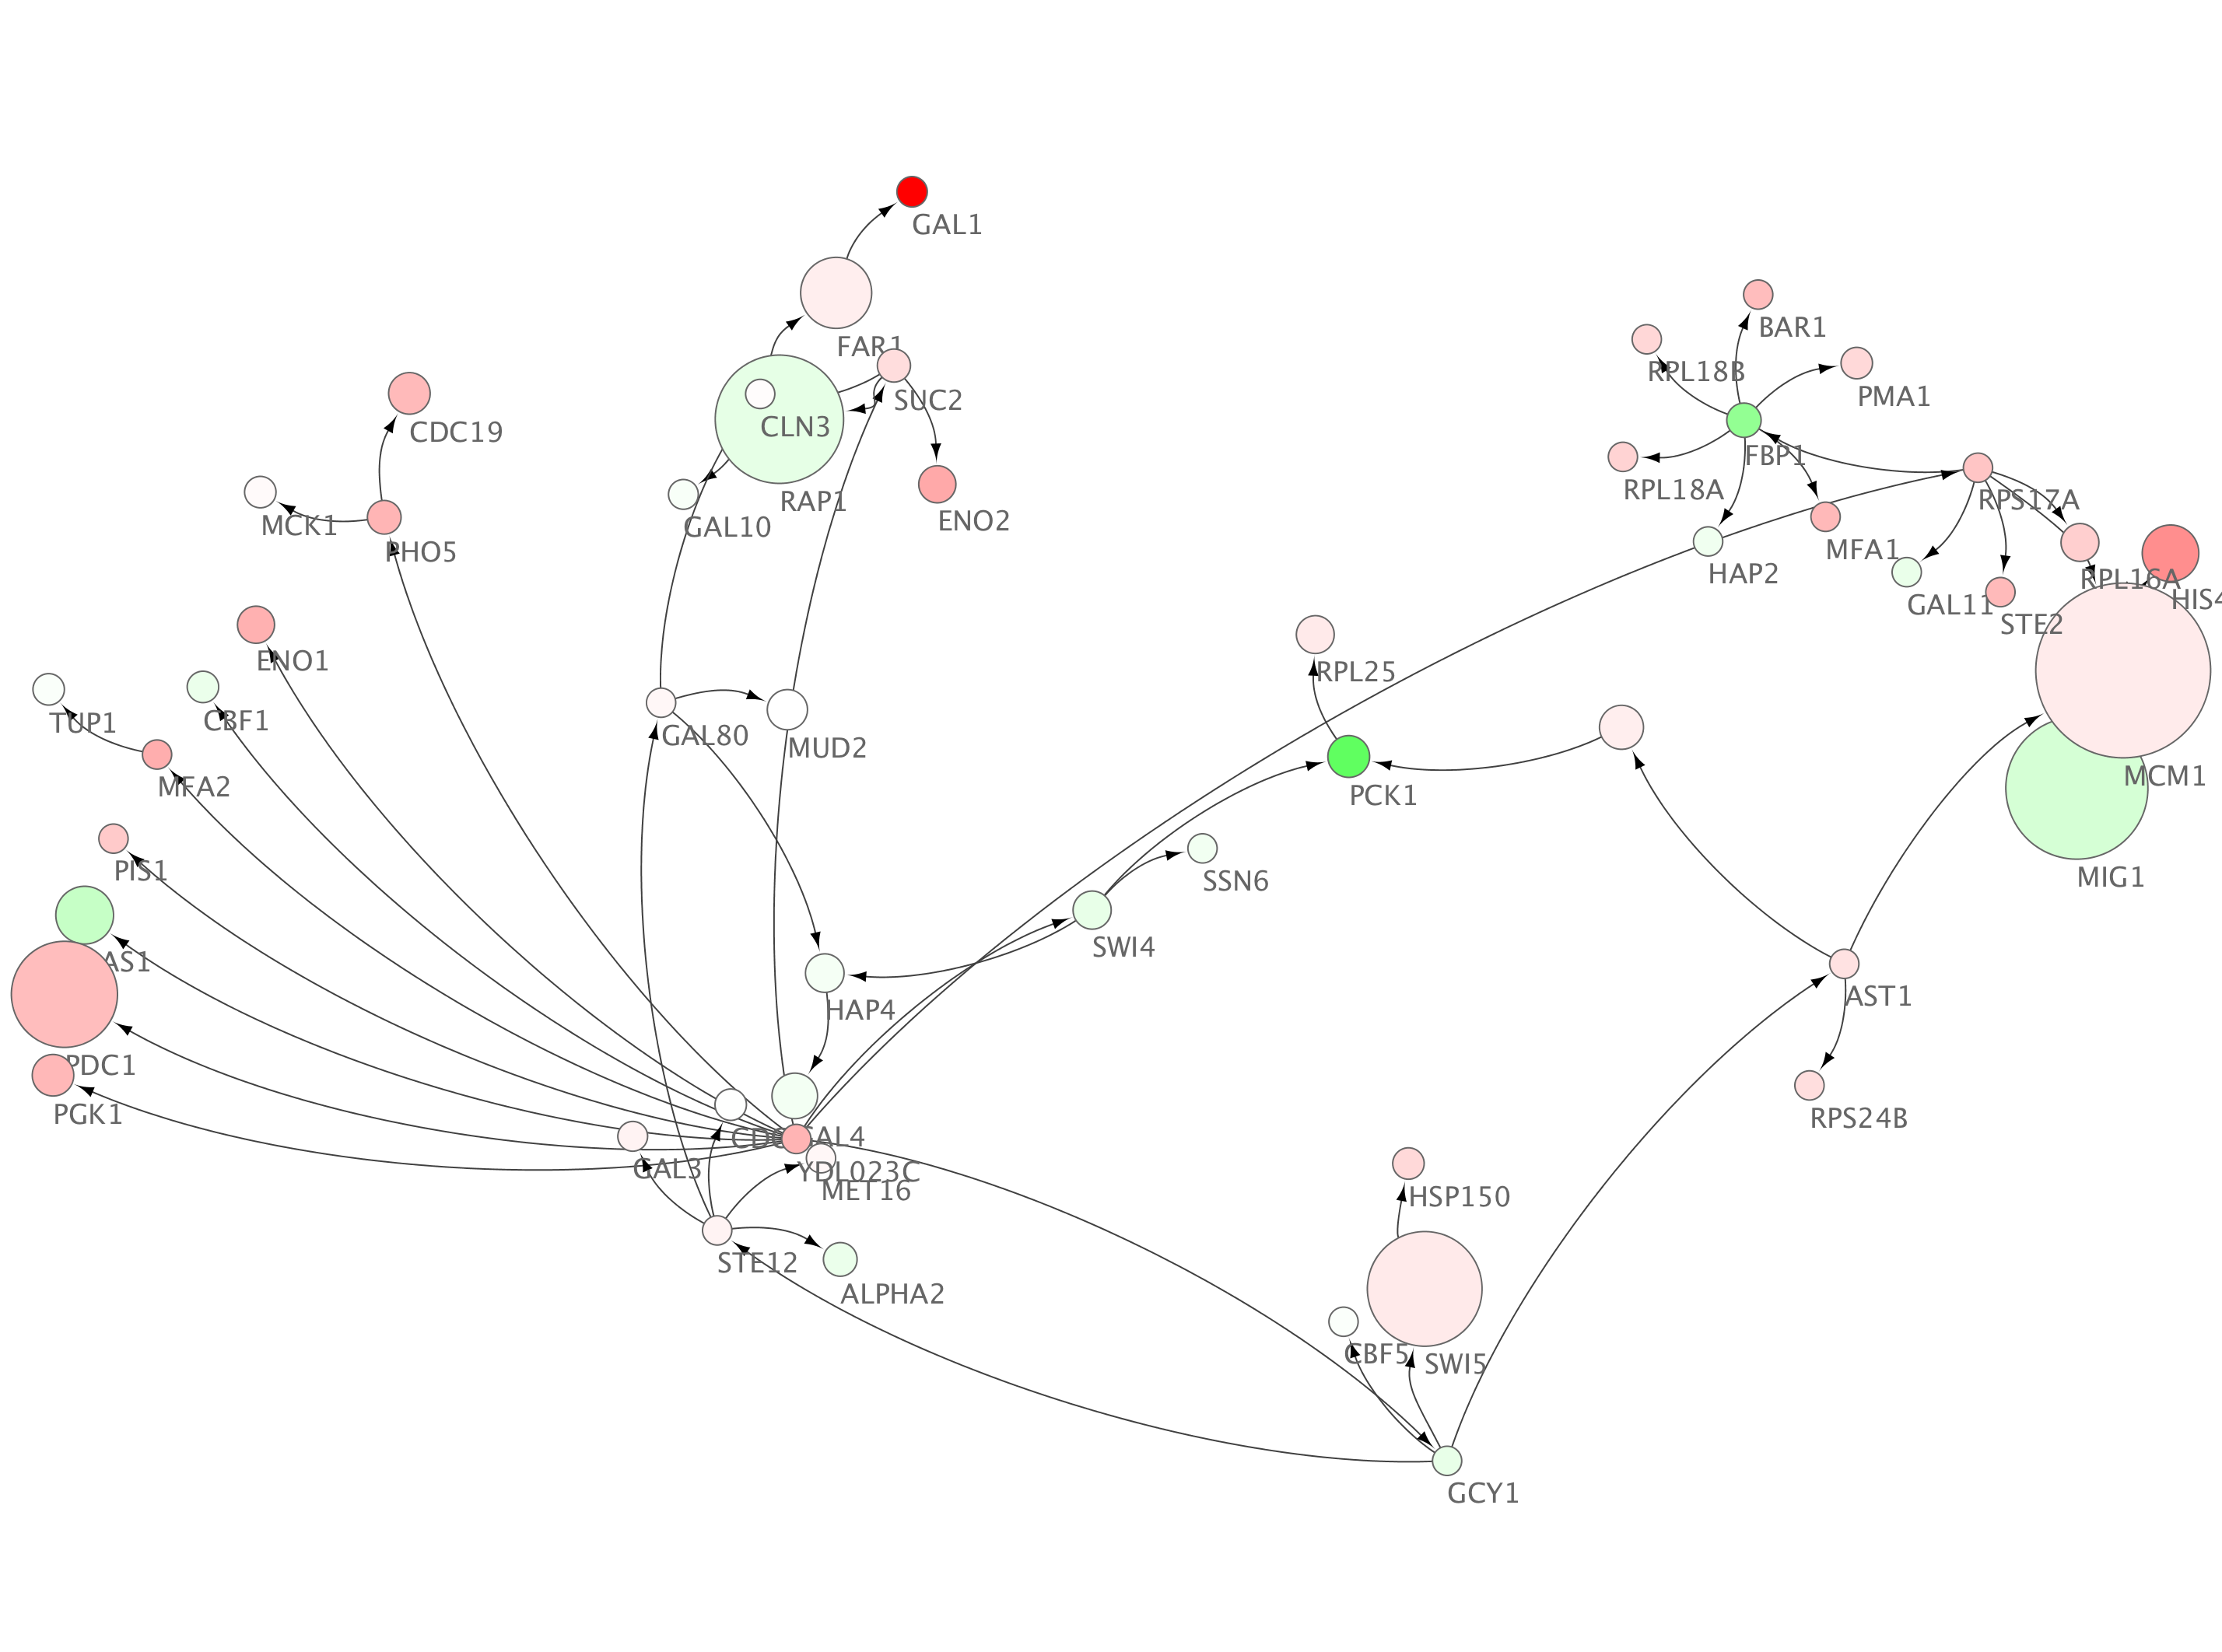 GAL1
BAR1
FAR1
RPL18B
PMA1
SUC2
CLN3
CDC19
FBP1
RAP1
RPL18A
RPS17A
MCK1
GAL10
ENO2
PHO5
MFA1
HAP2
RPL16A
HIS4
GAL11
STE2
ENO1
RPL25
TUP1
CBF1
GAL80
MUD2
MCM1
MFA2
PCK1
PIS1
SSN6
MIG1
AS1
SWI4
AST1
HAP4
PDC1
PGK1
RPS24B
GAL4
GAL3
YDL023C
MET16
HSP150
STE12
ALPHA2
CBF5
SWI5
GCY1